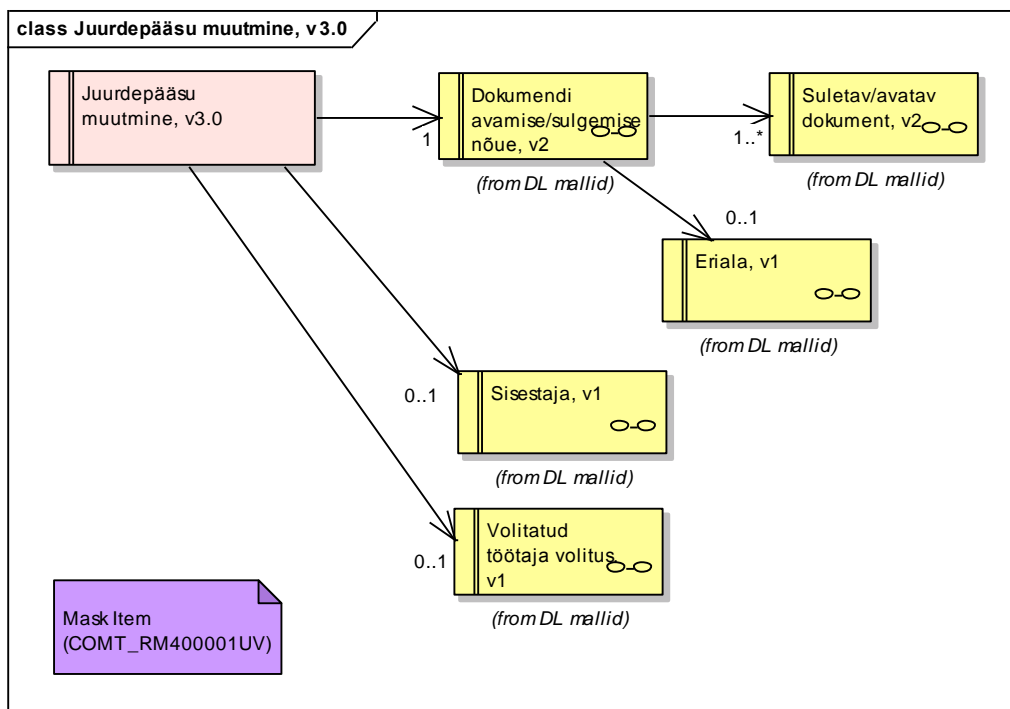 class Juurdepääsu muutmine, v3.0
Juurdepääsu
muutmine, v3.0
1
Dokumendi
avamise/sulgemise
nõue, v2
(from DL mallid)
1..*
Suletav/avatav
dokument, v2
(from DL mallid)
0..1
Eriala, v1
(from DL mallid)
0..1
Sisestaja, v1
(from DL mallid)
0..1
Volitatud
töötaja volitus,
v1
(from DL mallid)
Mask Item
(COMT_RM400001UV)